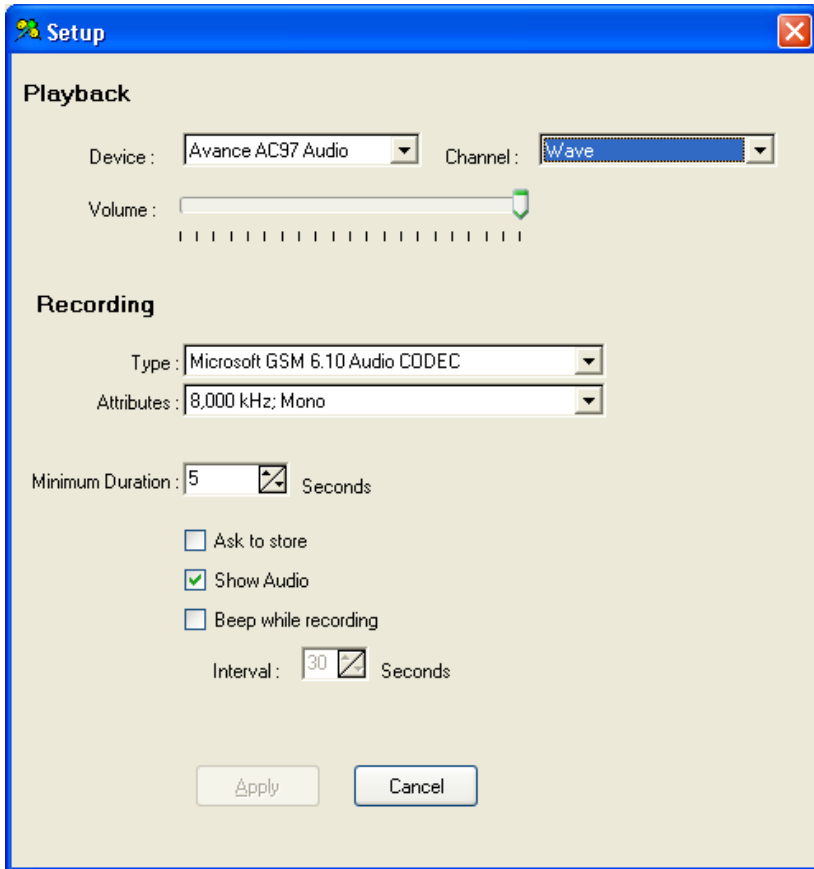 Setup
Playback
Device : Avance AC97 Audio Channel : Wave
Volume :
Recording
Type : Microsoft GSM 6.10 Audio CODEC
Attributes : 8,000 kHz; Mono
Minimum Duration : 5 Seconds
Ask to store
Show Audio
Beep while recording
Interval : 30 Seconds
Apply Cancel